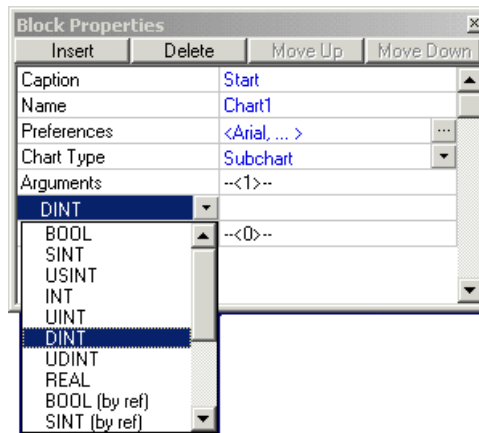 Block Properties
Insert Delete Move Up Move Down
Caption Start
Name Chart1
Preferences <Arial, ... > ...
Chart Type Subchart
Arguments --<1>--
DINT
--<0>--
BOOL
SINT
USINT
INT
UINT
DINT
UDINT
REAL
BOOL (by ref)
SINT (by ref)